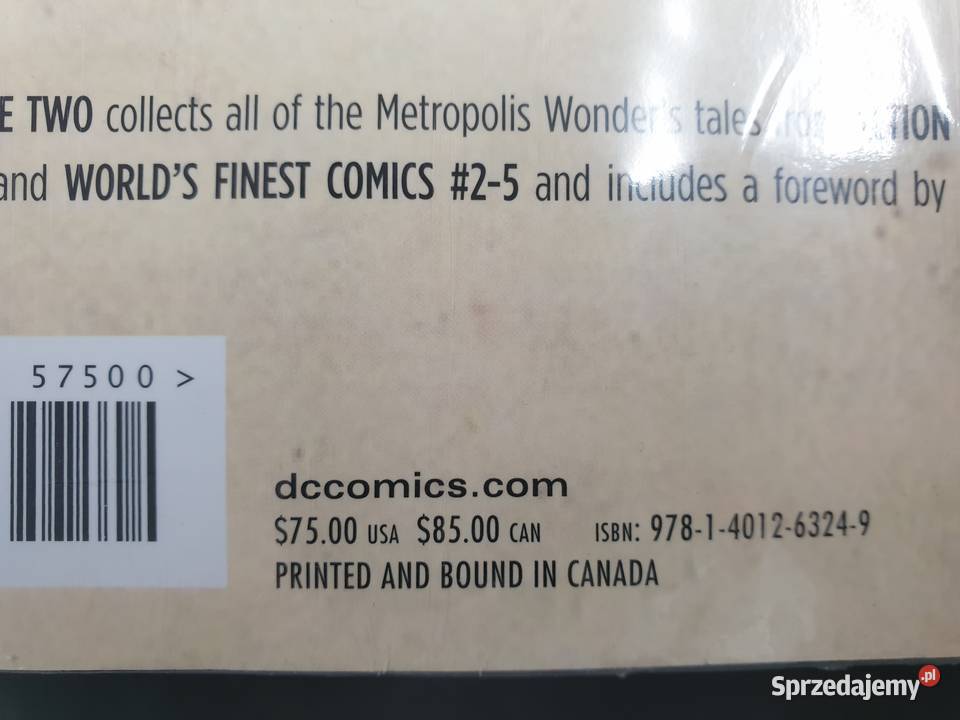 E TWO collects all of the Metropolis Wonder's tales
and WORLD'S FINEST COMICS #2-5 and includes a foreword by
57500 >
dccomics.com
$75.00 USA $85.00 CAN ISBN: 978-1-4012-6324-9
PRINTED AND BOUND IN CANADA
Sprzedajemy.pl